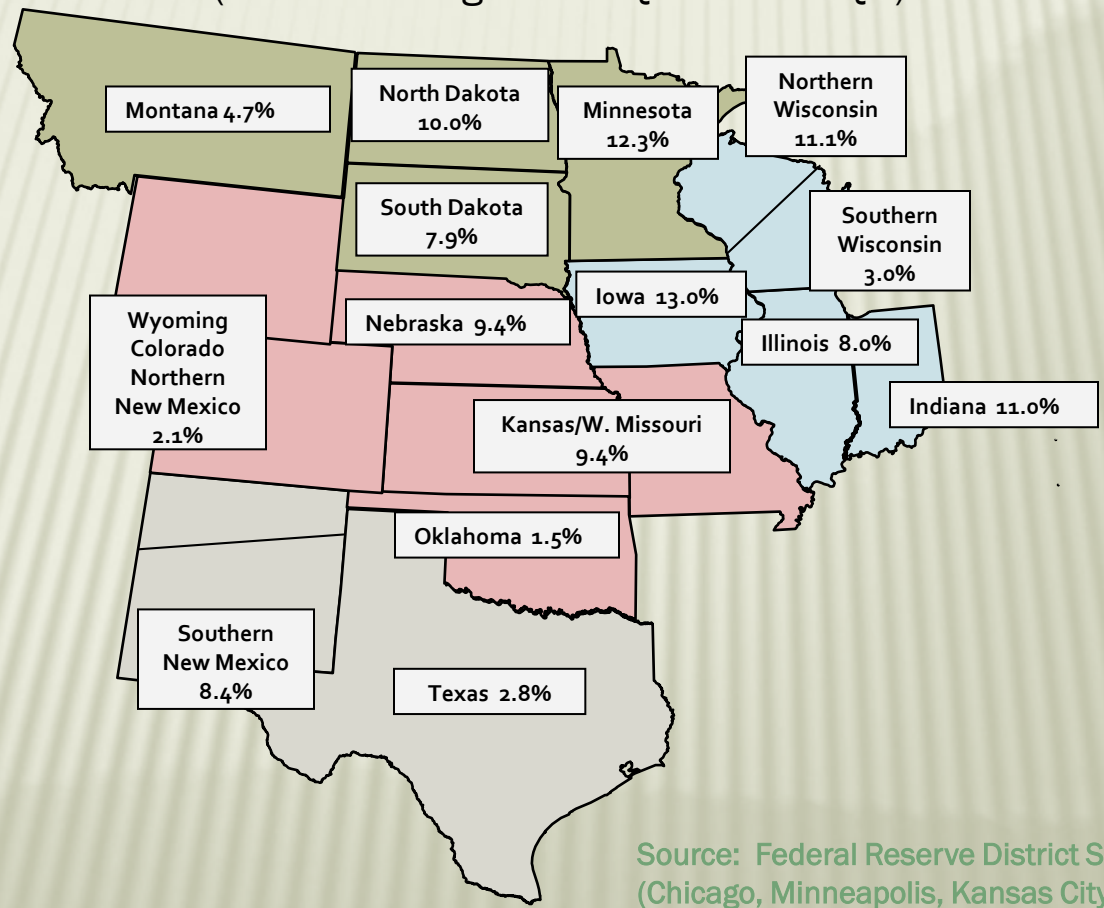 Montana 4.7%
North Dakota
10.0%
Minnesota
12.3%
Northern
Wisconsin
11.1%
South Dakota
7.9%
Southern
Wisconsin
3.0%
Iowa 13.0%
Nebraska 9.4%
Illinois 8.0%
Wyoming
Colorado
Northern
New Mexico
2.1%
Indiana 11.0%
Kansas/W. Missouri
9.4%
Oklahoma 1.5%
Southern
New Mexico
8.4%
Texas 2.8%
Source: Federal Reserve District S
(Chicago, Minneapolis, Kansas City